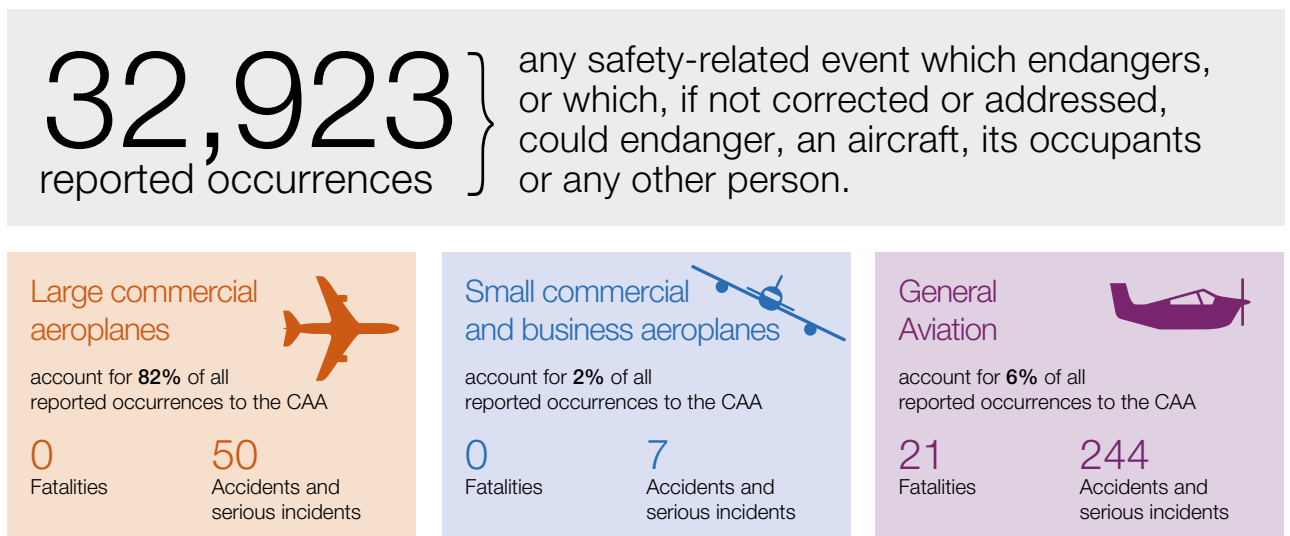 32,923
reported occurrences
any safety-related event which endangers,
or which, if not corrected or addressed,
could endanger, an aircraft, its occupants
or any other person.
Large commercial
aeroplanes
account for 82% of all
reported occurrences to the CAA
0
Fatalities
50
Accidents and
serious incidents
Small commercial
and business aeroplanes
account for 2% of all
reported occurrences to the CAA
0
Fatalities
7
Accidents and
serious incidents
General
Aviation
account for 6% of all
reported occurrences to the CAA
21
Fatalities
244
Accidents and
serious incidents